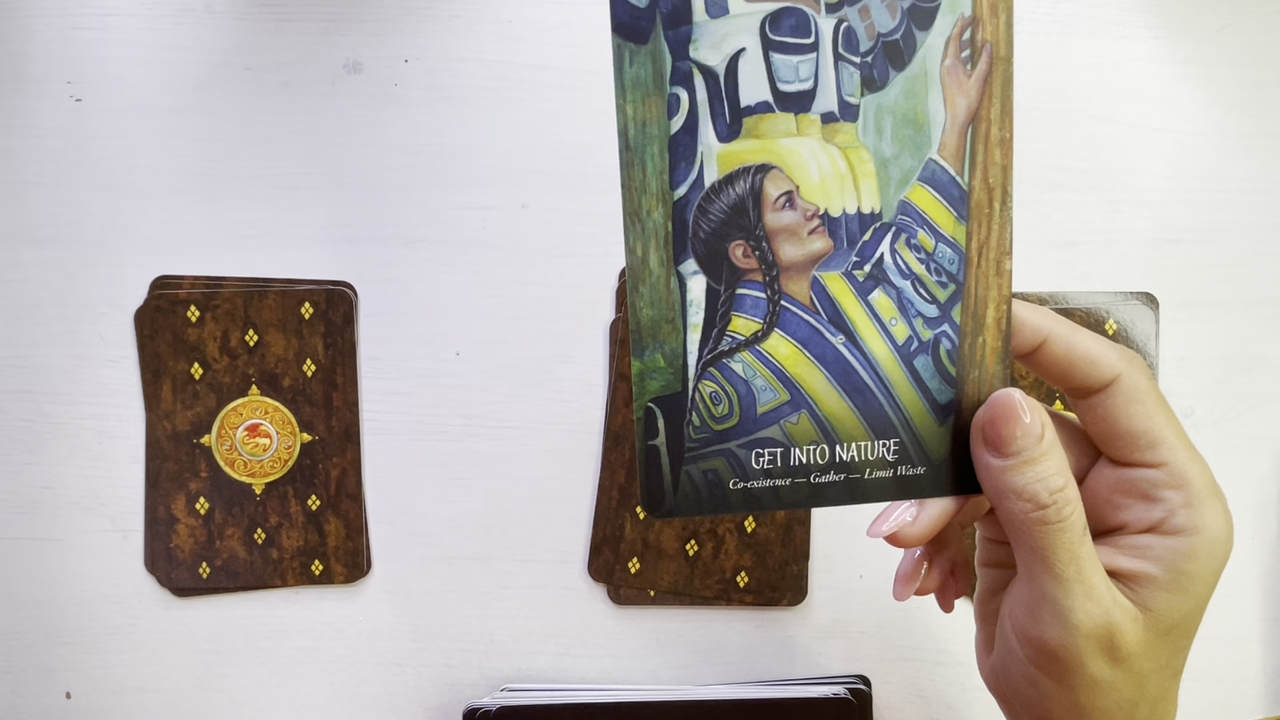 GET INTO NATURE
Co-existence — Gather — Limit Waste